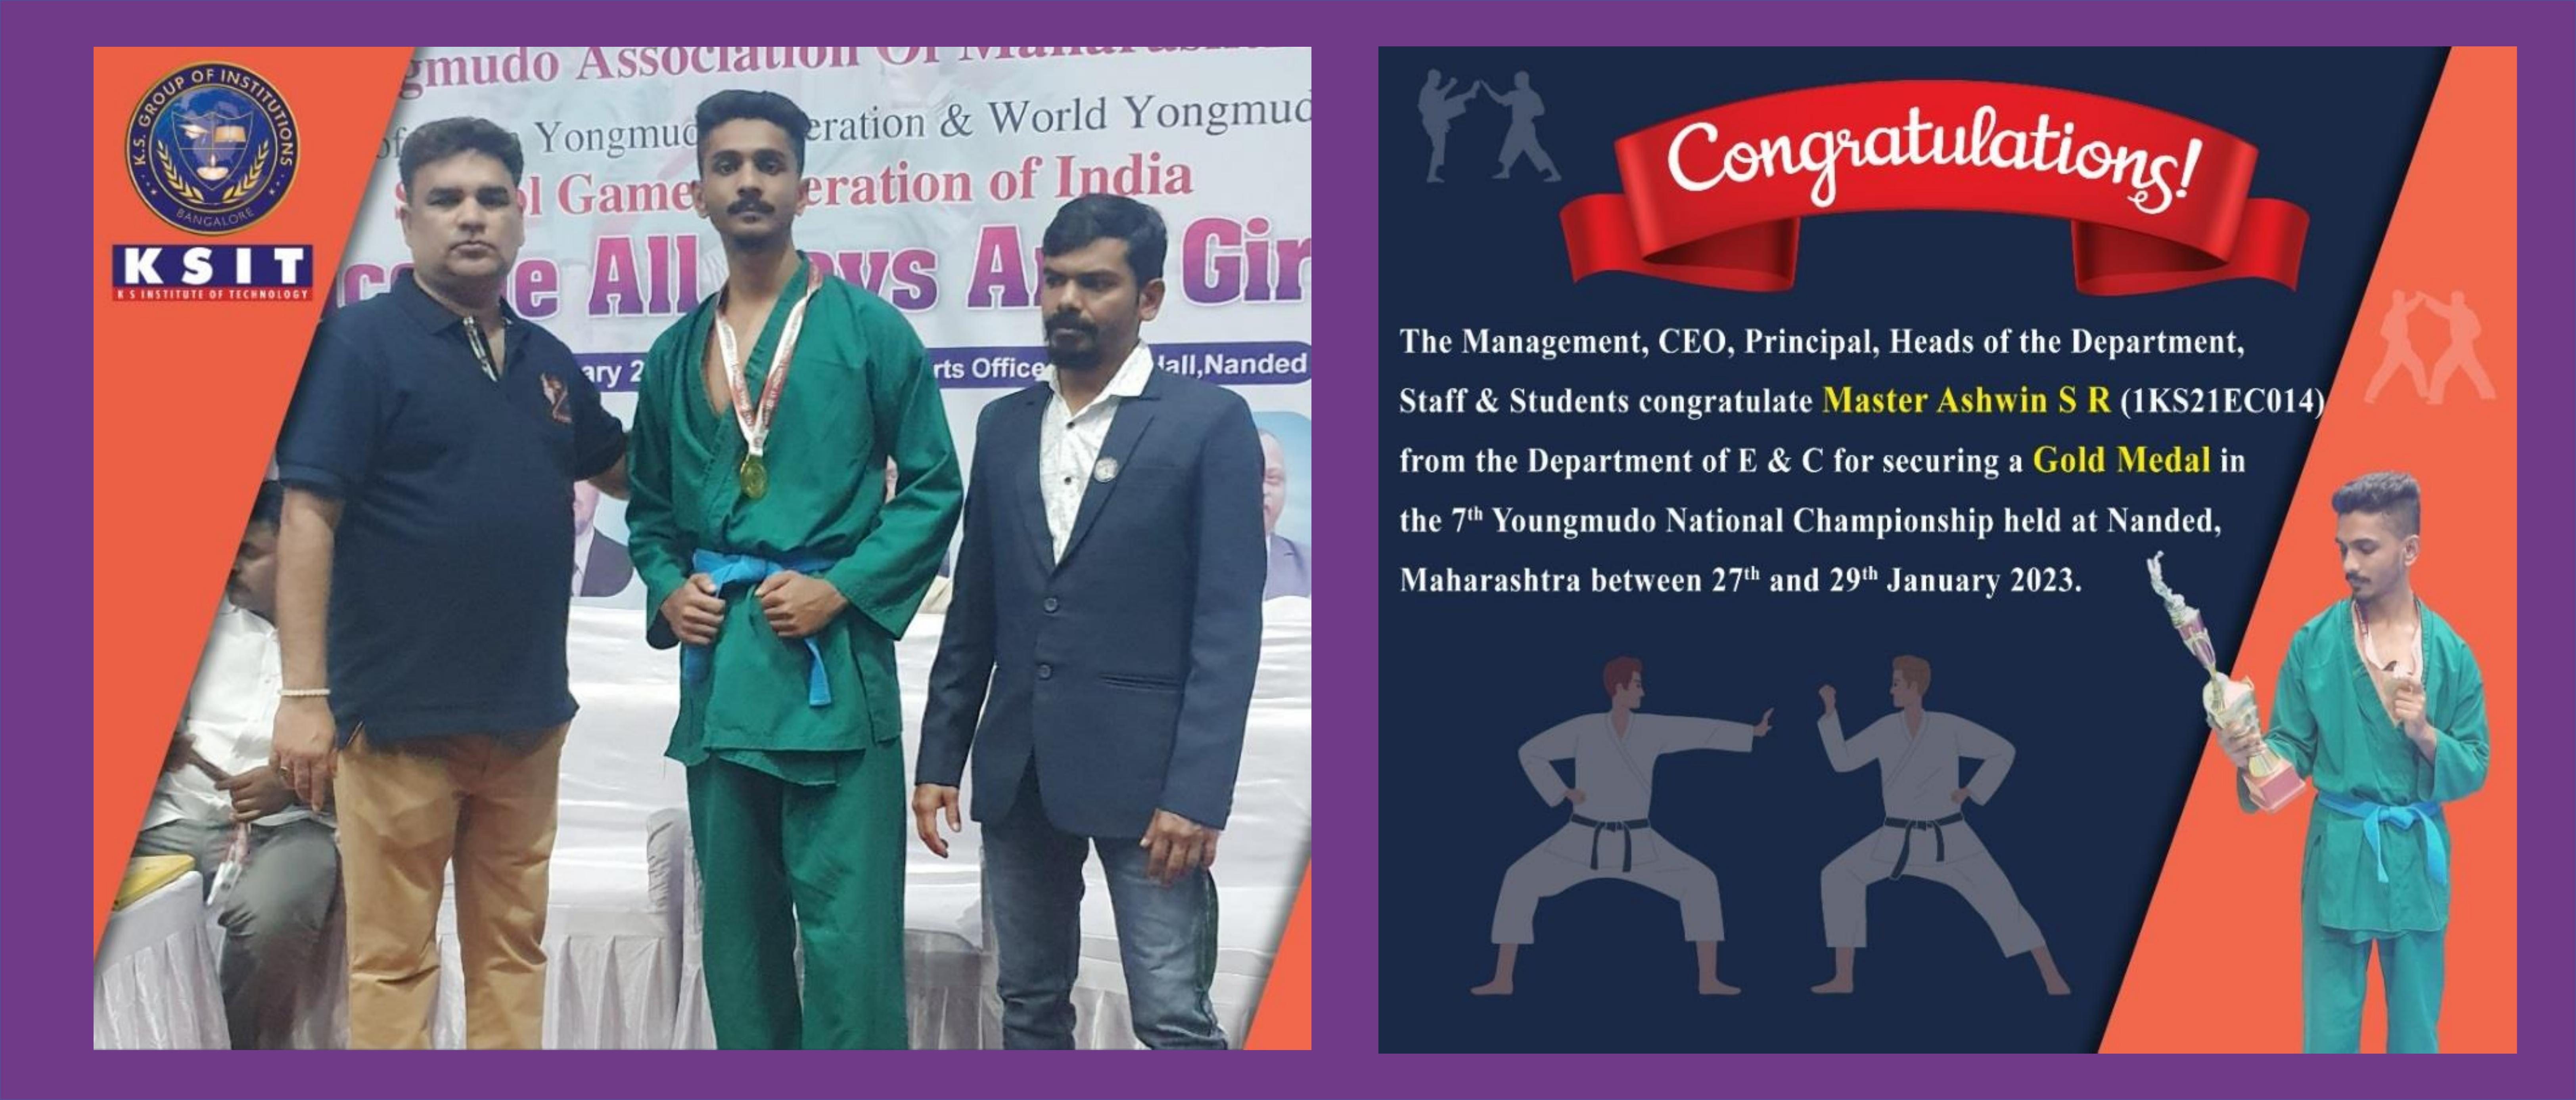 K.S. GROUP OF INSTITUTIONS
BANGALORE
KSIT
K S INSTITUTE OF TECHNOLOGY
gmudo Association Of
of Yongmud eration & World Yongmud
l Game eration of India
e All ys A Gir
ary 2 rts Office all,Nanded
Congratulations!
The Management, CEO, Principal, Heads of the Department,
Staff & Students congratulate Master Ashwin S R (1KS21EC014)
from the Department of E & C for securing a Gold Medal in
the 7th Youngmudo National Championship held at Nanded,
Maharashtra between 27th and 29th January 2023.